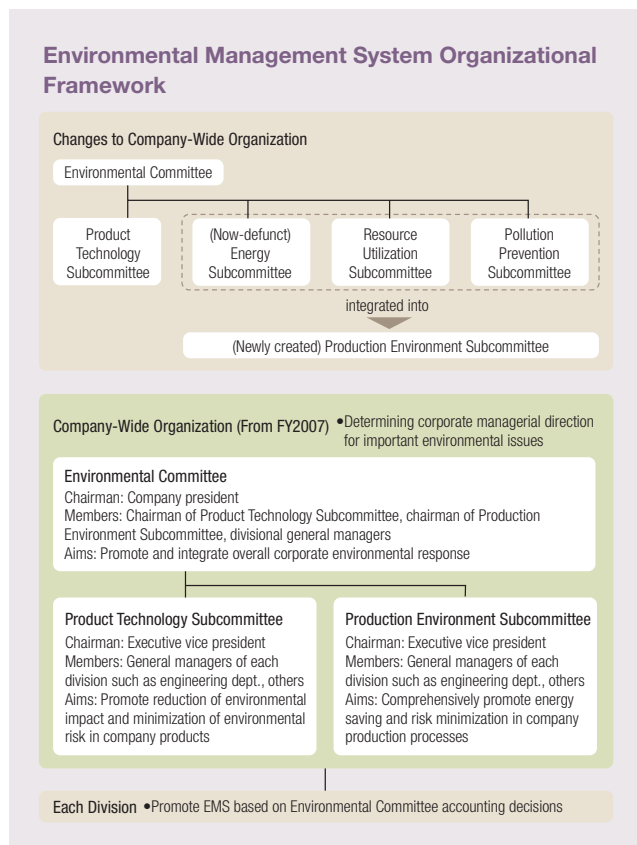 Environmental Management System Organizational
Framework
Changes to Company-Wide Organization
Environmental Committee
Product
Technology
Subcommittee
(Now-defunct)
Energy
Subcommittee
Resource
Utilization
Subcommittee
Pollution
Prevention
Subcommittee
integrated into
(Newly created) Production Environment Subcommittee
Company-Wide Organization (From FY2007)
•Determining corporate managerial direction
for important environmental issues
Environmental Committee
Chairman: Company president
Members: Chairman of Product Technology Subcommittee, chairman of Production
Environment Subcommittee, divisional general managers
Aims: Promote and integrate overall corporate environmental response
Product Technology Subcommittee
Chairman: Executive vice president
Members: General managers of each
division such as engineering dept., others
Aims: Promote reduction of environmental
impact and minimization of environmental
risk in company products
Production Environment Subcommittee
Chairman: Executive vice president
Members: General managers of each
division such as engineering dept., others
Aims: Comprehensively promote energy
saving and risk minimization in company
production processes
Each Division •Promote EMS based on Environmental Committee accounting decisions